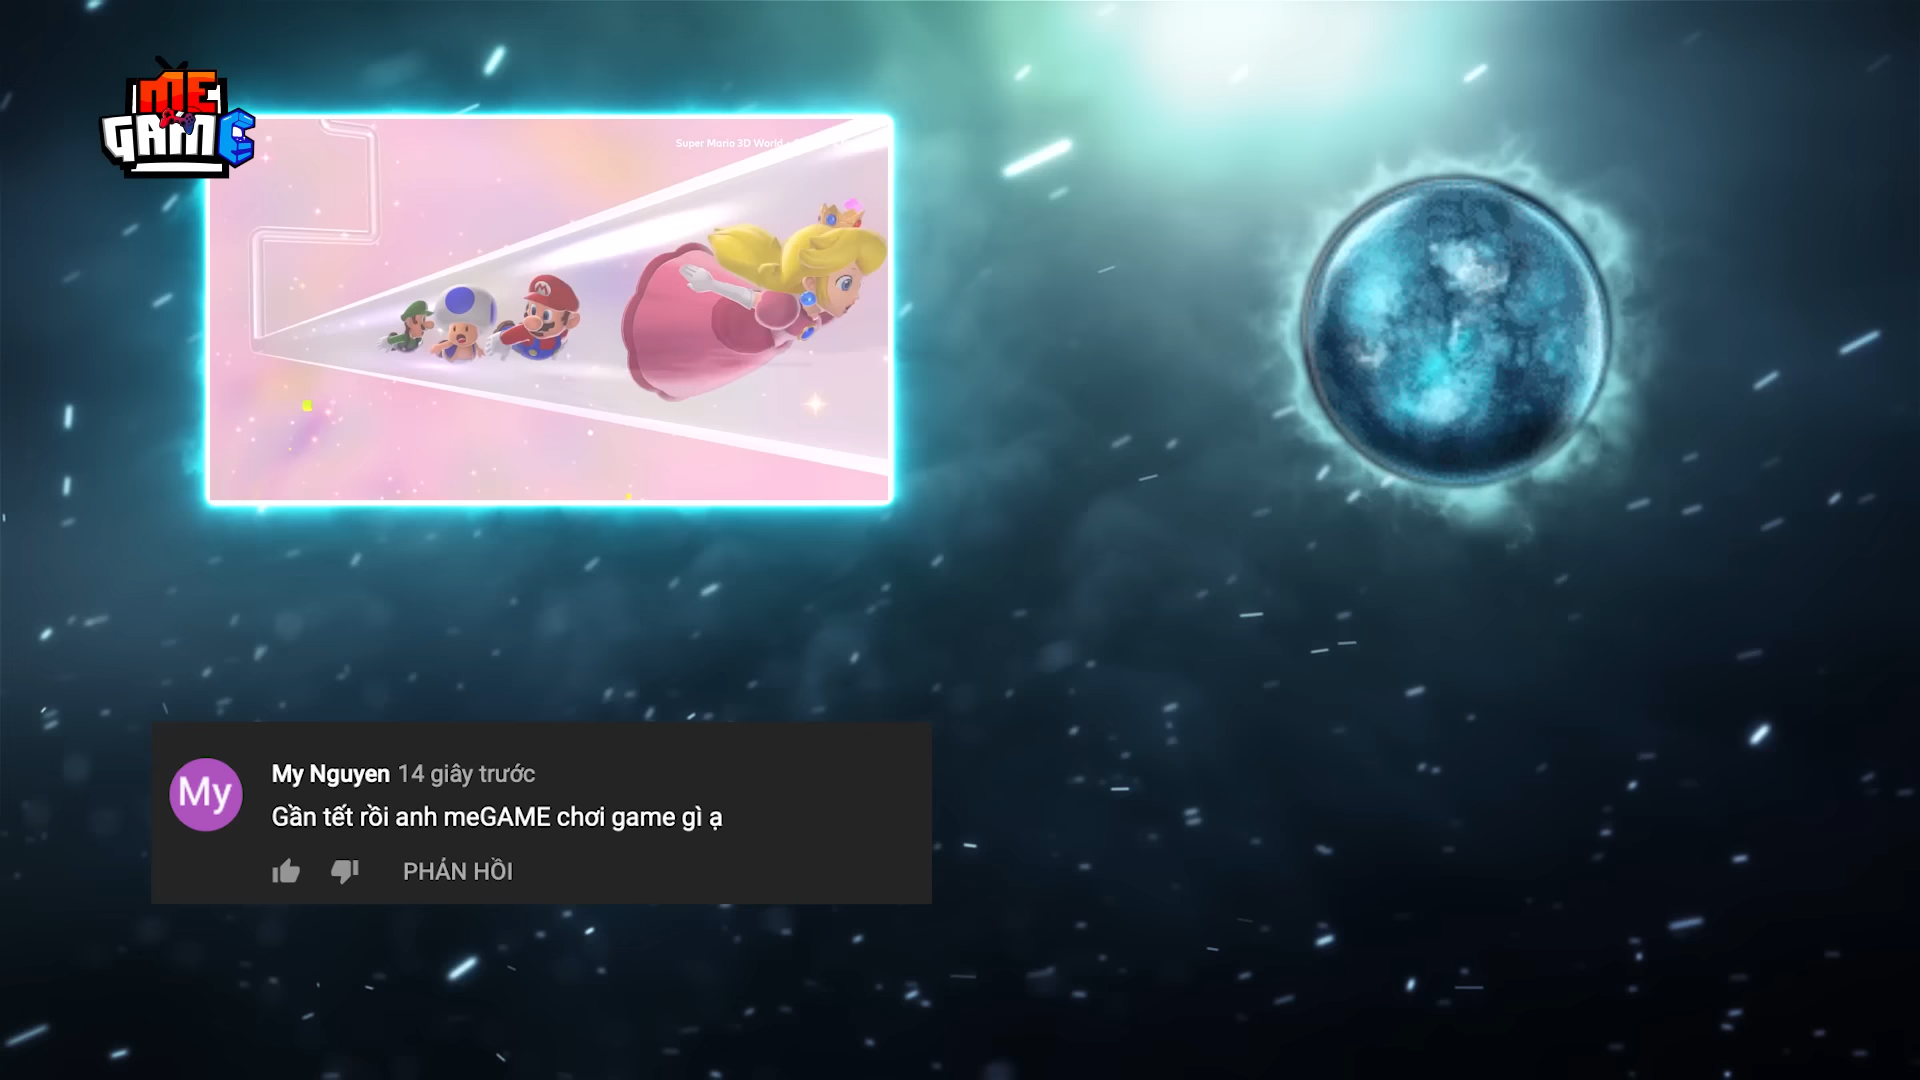 ME
GAME
Super Mario 3D World
My
My Nguyen 14 giây trước
Gần tết rồi anh meGAME chơi game gì ạ
PHẢN HỒI